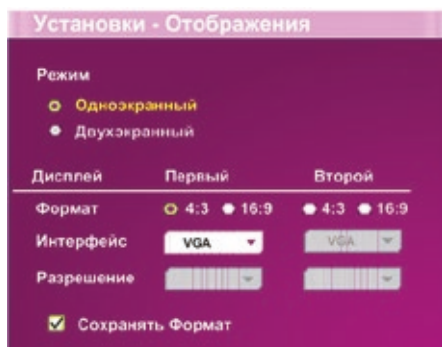 Установки - Отображения
Режим
Одноэкранный
Двухэкранный
Дисплей Первый Второй
Формат 4:3 16:9 4:3 16:9
Интерфейс VGA VGA
Разрешение
Сохранять Формат